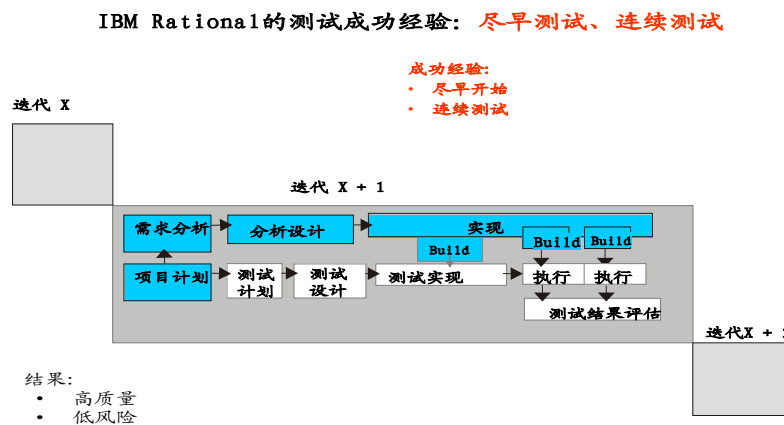 IBM Rational的测试成功经验: 尽早测试、连续测试
成功经验:
• 尽早开始
• 连续测试
迭代 X
迭代 X + 1
需求分析
分析设计
实现
Build
Build
Build
项目计划
测试
计划
测试
设计
测试实现
执行
执行
测试结果评估
迭代X +
结果:
• 高质量
• 低风险